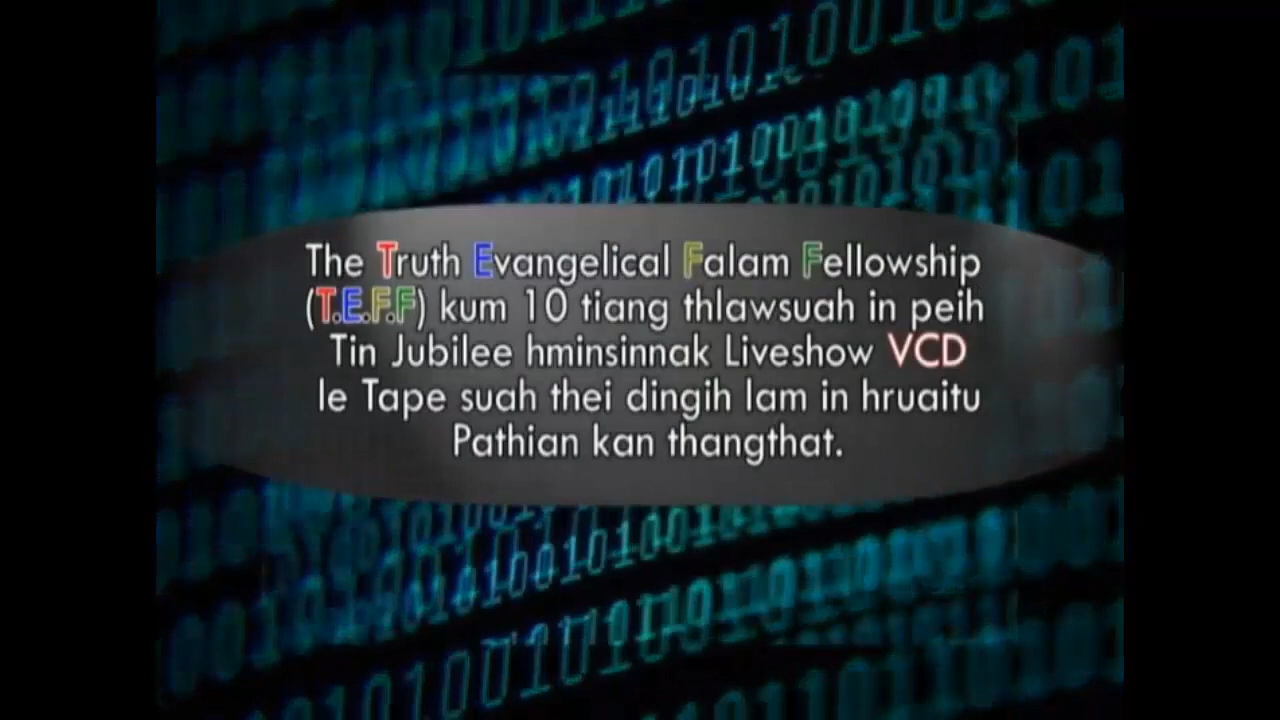 The Truth Evangelical Falam Fellowship
(T.E.F.F) kum 10 tiang thlawsuah in peih
Tin Jubilee hminsinnak Liveshow VCD
le Tape suah thei dingih lam in hruaitu
Pathian kan thangthat.